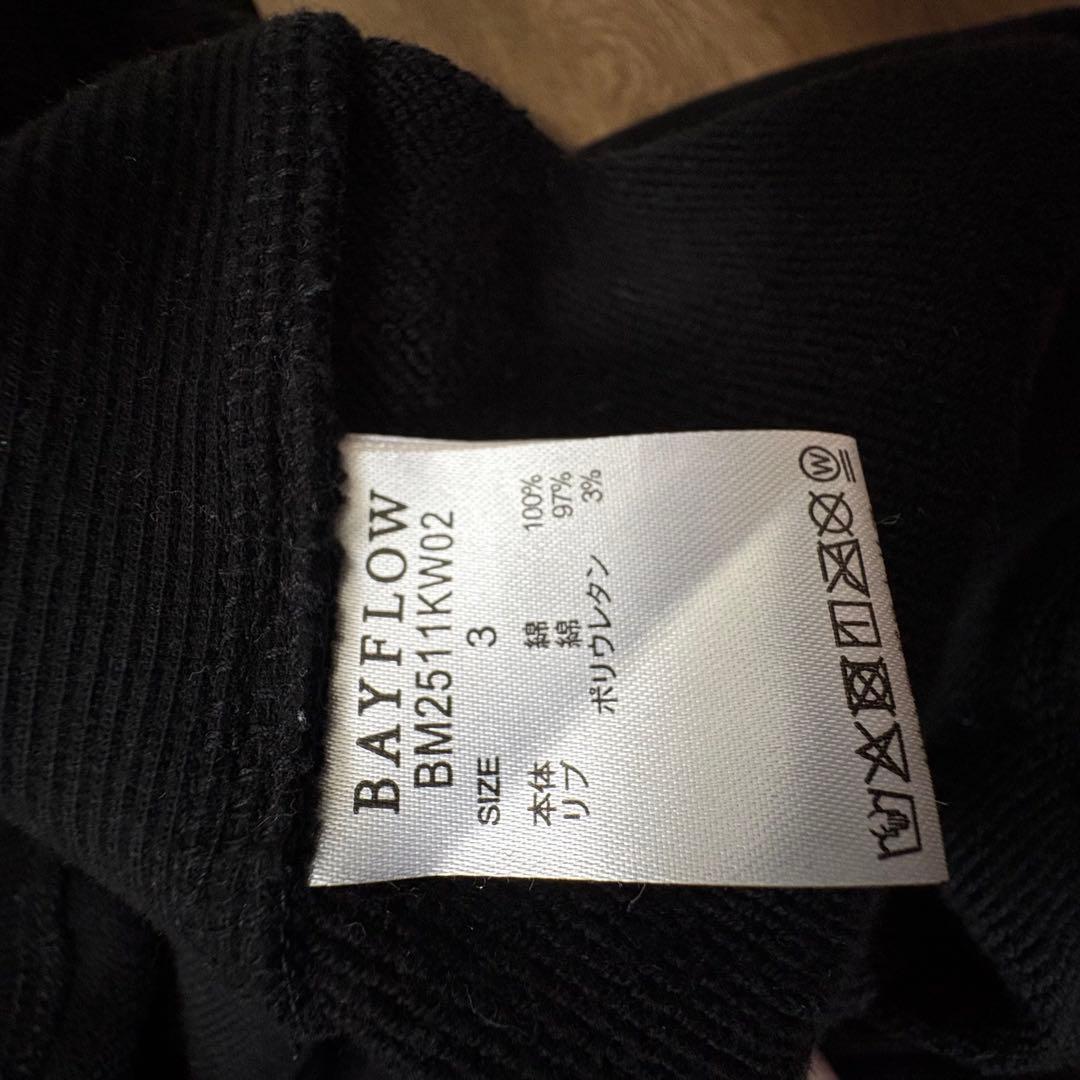 BAYFLOW
BM2511KW02
SIZE 3
本体 綿 100%
リブ 綿 97%
ポリウレタン 3%
W